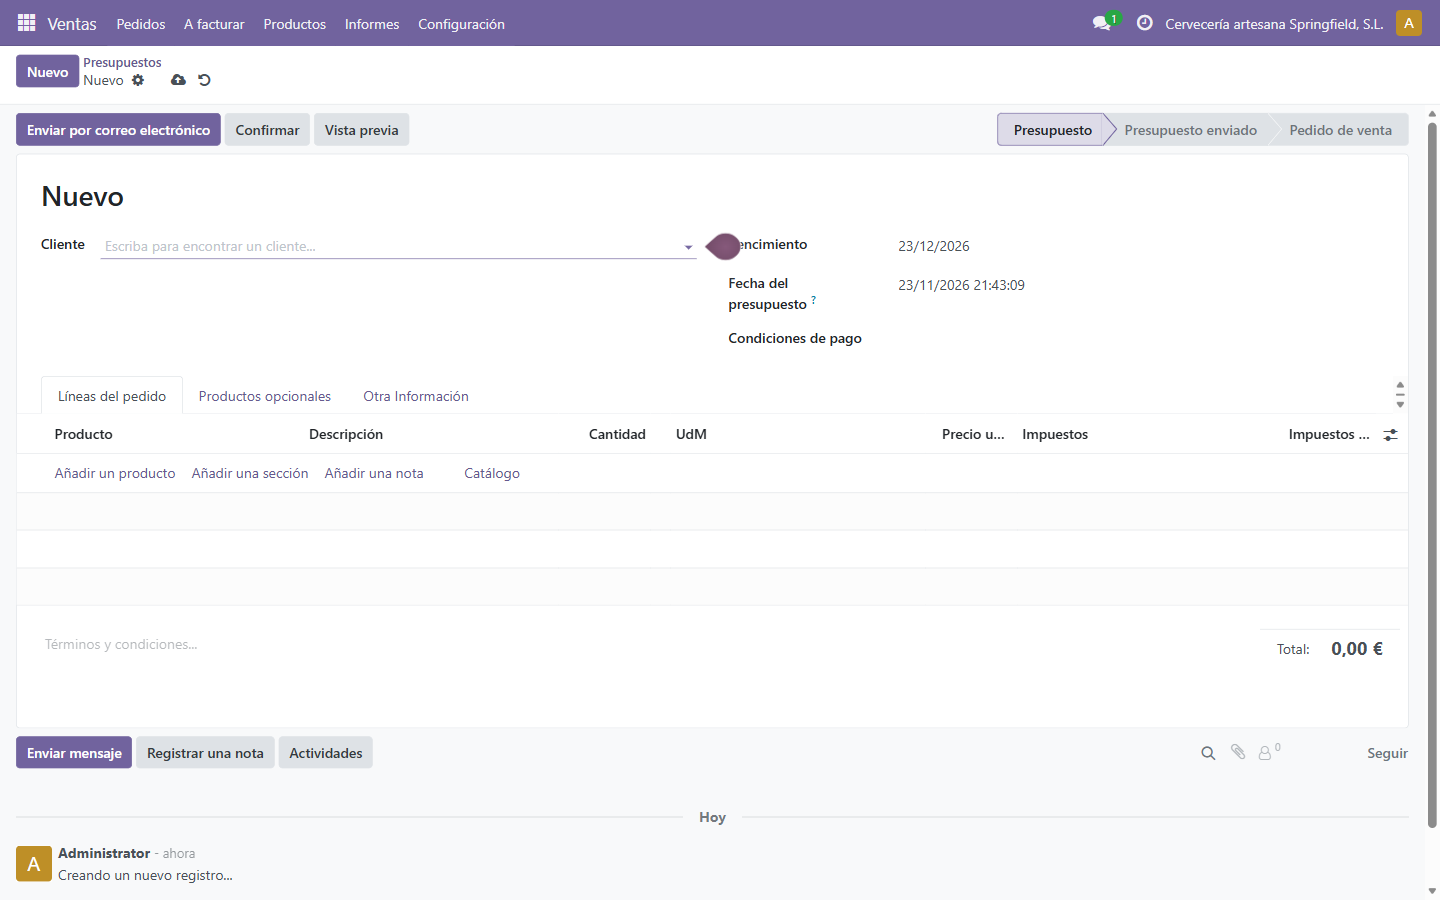 Ventas Pedidos A facturar Productos Informes Configuración 1 Cervecería artesana Springfield, S.L. A
Nuevo Presupuestos
Nuevo
Enviar por correo electrónico Confirmar Vista previa Presupuesto Presupuesto enviado Pedido de venta
Nuevo
Cliente Escriba para encontrar un cliente... encimiento 23/12/2026
Fecha del presupuesto ? 23/11/2026 21:43:09
Condiciones de pago
Líneas del pedido Productos opcionales Otra Información
Producto Descripción Cantidad UdM Precio u... Impuestos Impuestos ...
Añadir un producto Añadir una sección Añadir una nota Catálogo
Términos y condiciones...
Total: 0,00 €
Enviar mensaje Registrar una nota Actividades 0 Seguir
Hoy
A Administrator - ahora
Creando un nuevo registro...